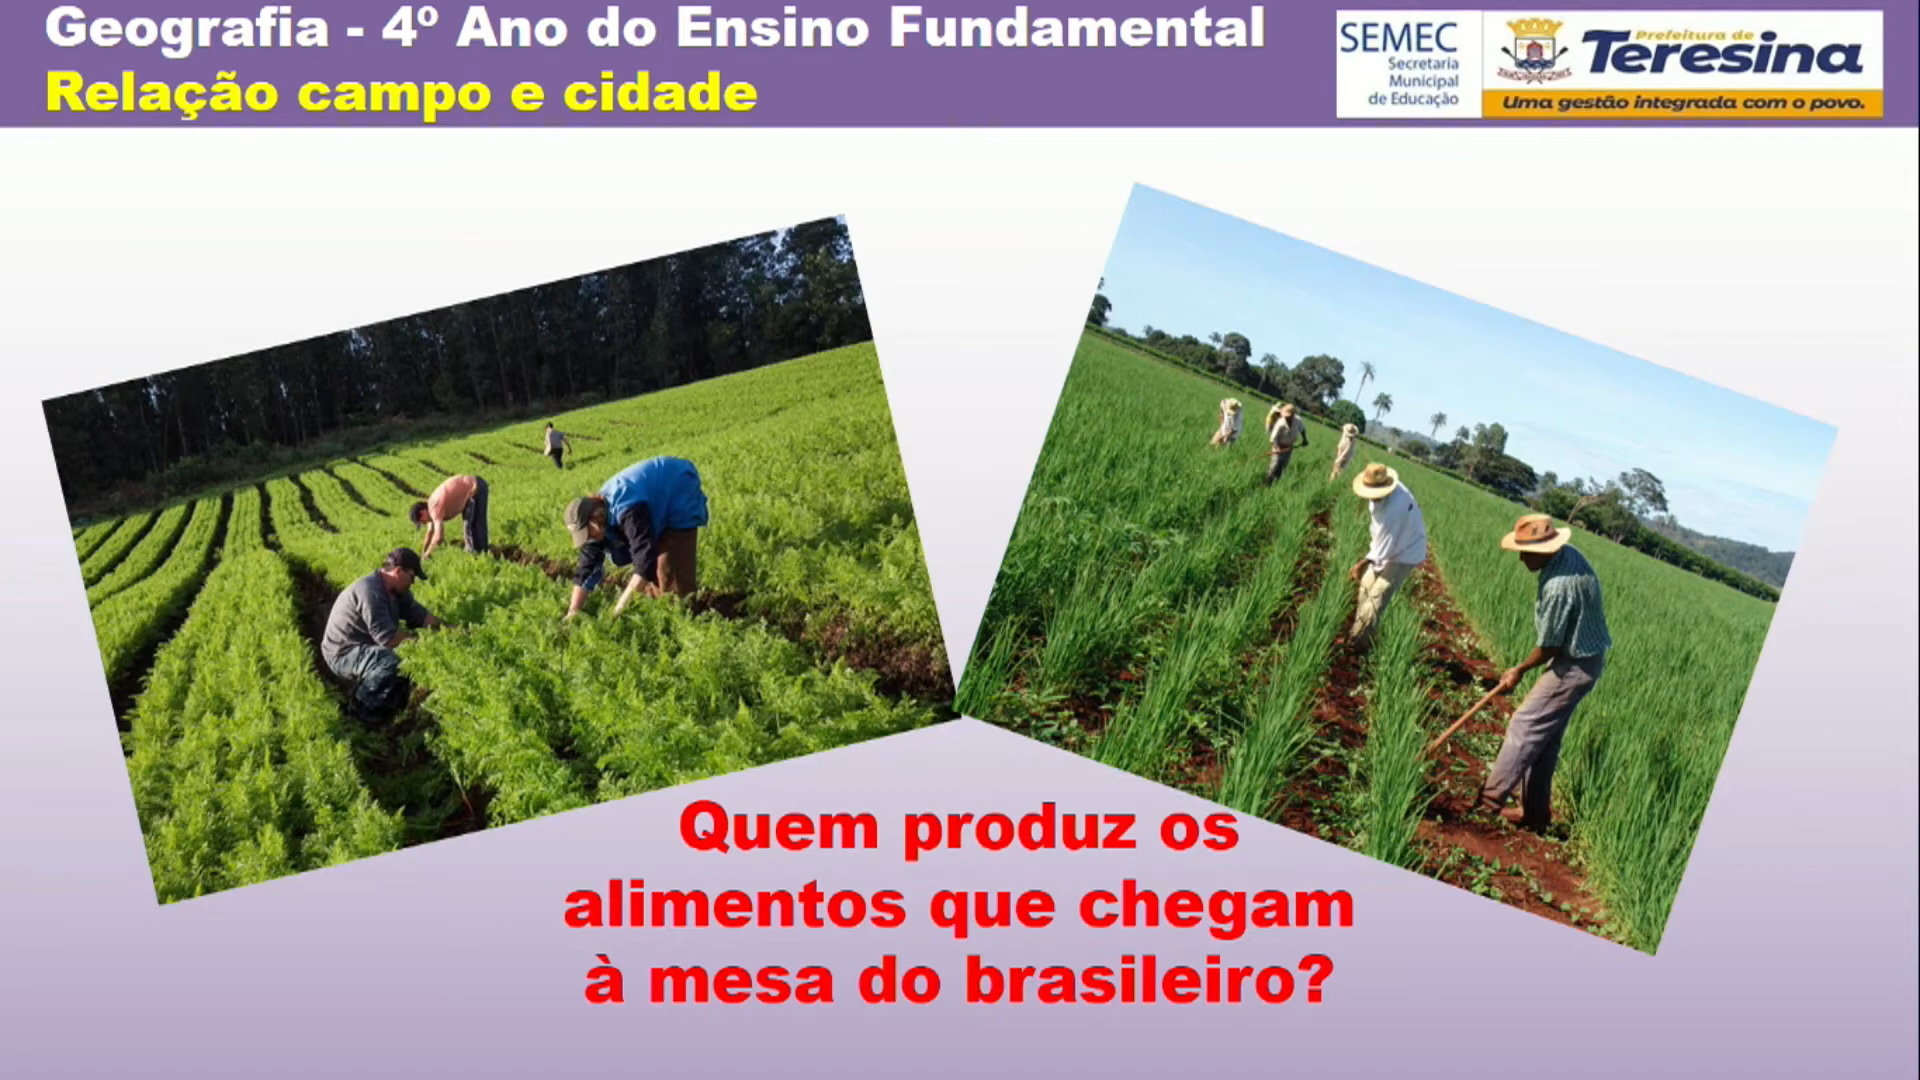 Geografia - 4º Ano do Ensino Fundamental
Relação campo e cidade
SEMEC
Secretaria
Municipal
de Educação
Prefeitura de
Teresina
Uma gestão integrada com o povo.
Quem produz os
alimentos que chegam
à mesa do brasileiro?